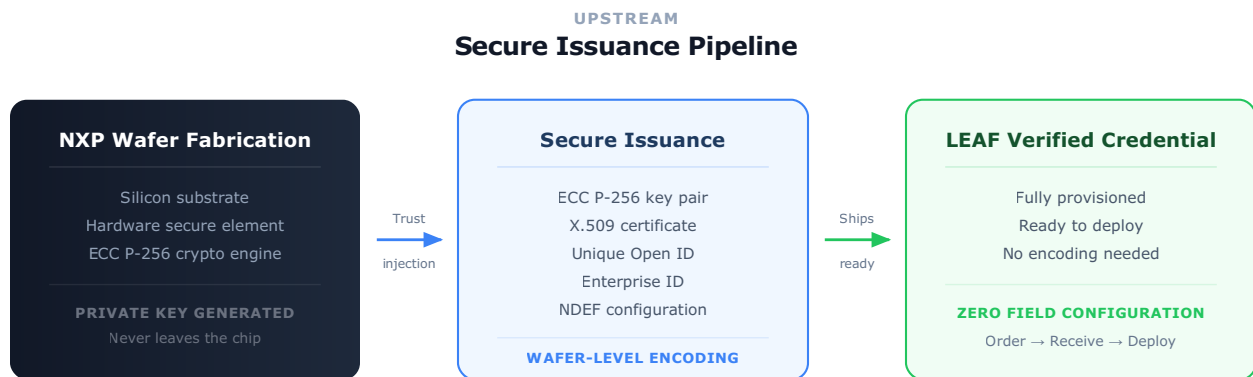 UPSTREAM
Secure Issuance Pipeline
NXP Wafer Fabrication
Silicon substrate
Hardware secure element
ECC P-256 crypto engine
PRIVATE KEY GENERATED
Never leaves the chip
Trust
injection
Secure Issuance
ECC P-256 key pair
X.509 certificate
Unique Open ID
Enterprise ID
NDEF configuration
WAFER-LEVEL ENCODING
Ships
ready
LEAF Verified Credential
Fully provisioned
Ready to deploy
No encoding needed
ZERO FIELD CONFIGURATION
Order → Receive → Deploy